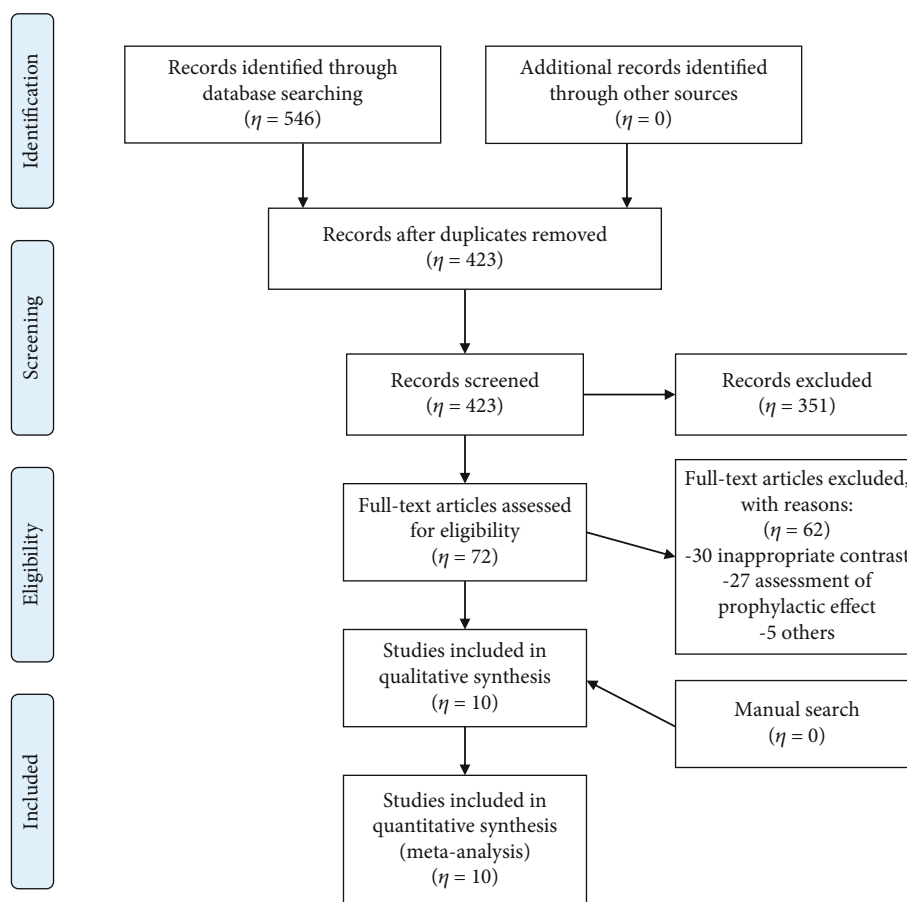 Identification
Records identified through
database searching
(η = 546)
Additional records identified
through other sources
(η = 0)
Records after duplicates removed
(η = 423)
Screening
Records screened
(η = 423)
Records excluded
(η = 351)
Eligibility
Full-text articles assessed
for eligibility
(η = 72)
Full-text articles excluded,
with reasons:
(η = 62)
-30 inappropriate contrast
-27 assessment of
prophylactic effect
-5 others
Studies included in
qualitative synthesis
(η = 10)
Manual search
(η = 0)
Included
Studies included in
quantitative synthesis
(meta-analysis)
(η = 10)